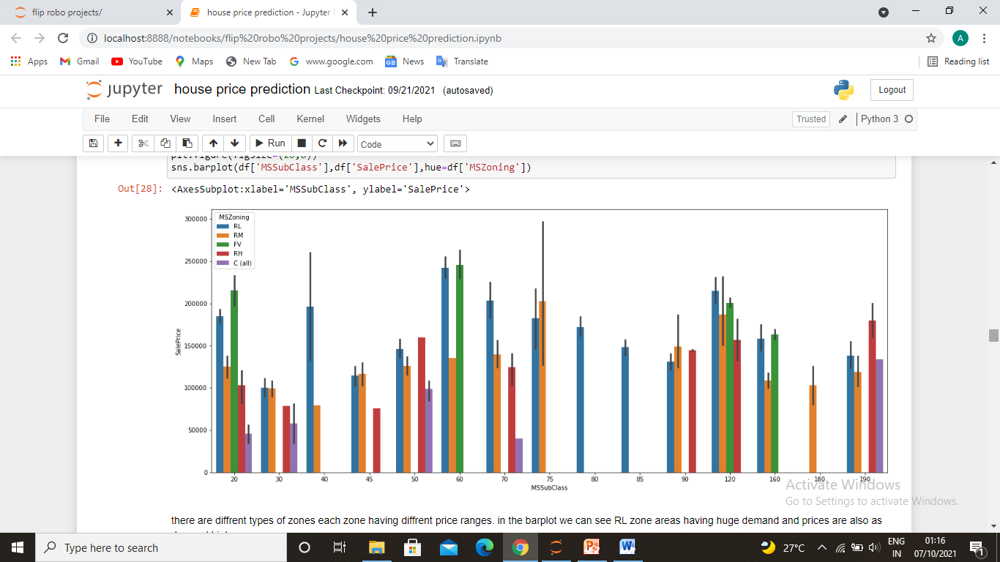 flip robo projects/
house price prediction - Jupyter
localhost:8888/notebooks/flip%20robo%20projects/house%20price%20prediction.ipynb
A
Apps Gmail YouTube Maps New Tab www.google.com News Translate Reading list
jupyter house price prediction Last Checkpoint: 09/21/2021 (autosaved)
Logout
File Edit View Insert Cell Kernel Widgets Help
Trusted Python 3
Run Code
plt.figure(figsize=(20,8))
sns.barplot(df['MSSubClass'],df['SalePrice'],hue=df['MSZoning'])
Out[28]: <AxesSubplot:xlabel='MSSubClass', ylabel='SalePrice'>
MSZoning
RL
RM
FV
RH
C (all)
300000
250000
200000
150000
100000
50000
0
SalePrice
20 30 40 45 50 60 70 75 80 85 90 120 160 180 190
MSSubClass
Activate Windows
Go to Settings to activate Windows.
there are diffrent types of zones each zone having diffrent price ranges. in the barplot we can see RL zone areas having huge demand and prices are also as
Type here to search
27°C
ENG
IN
01:16
07/10/2021
1